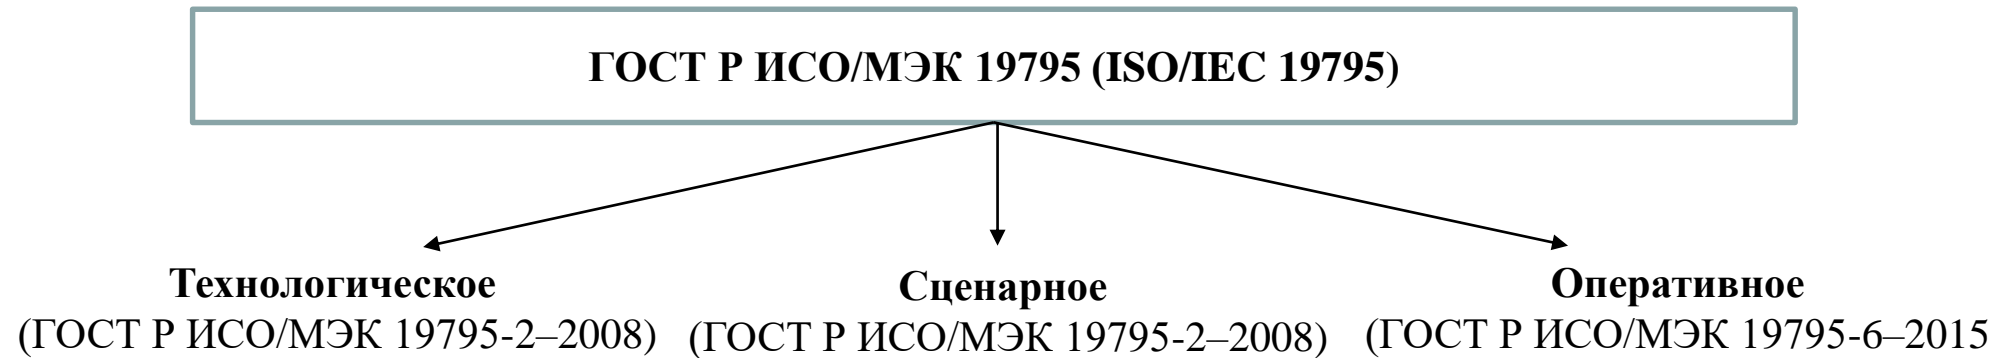 ГОСТ Р ИСО/МЭК 19795 (ISO/IEC 19795)
Технологическое
(ГОСТ Р ИСО/МЭК 19795-2–2008)
Сценарное
(ГОСТ Р ИСО/МЭК 19795-2–2008)
Оперативное
(ГОСТ Р ИСО/МЭК 19795-6–2015